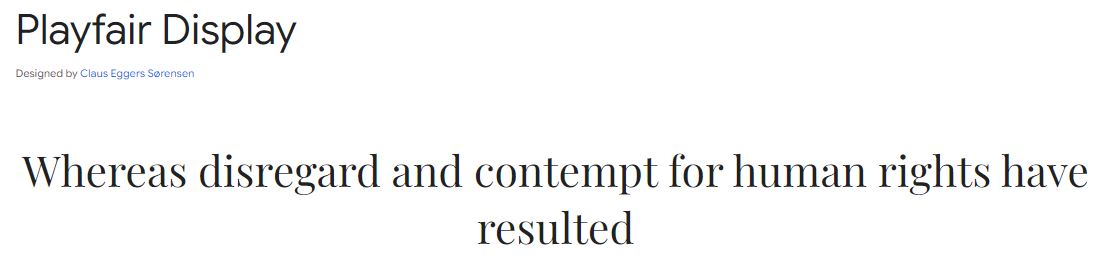 Playfair Display
Designed by Claus Eggers Sørensen
Whereas disregard and contempt for human rights have
resulted